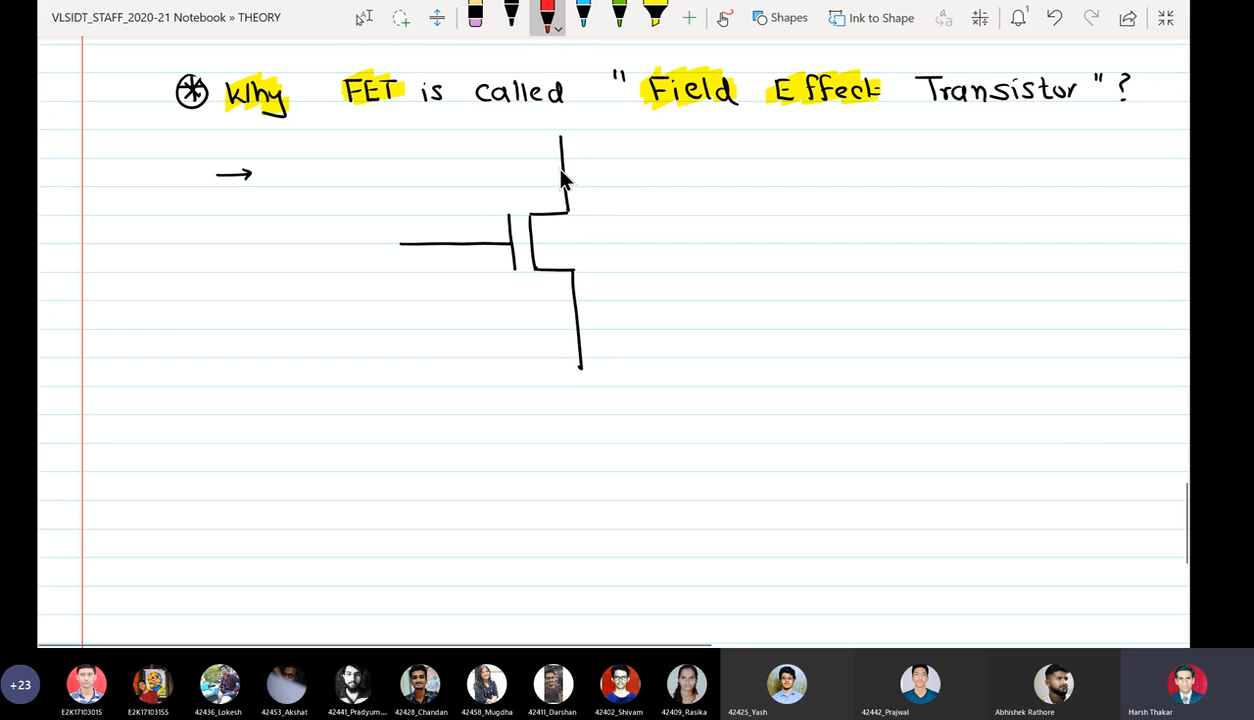 VLSIDT_STAFF_2020-21 Notebook » THEORY
Shapes
Ink to Shape
Why FET is called "Field Effect Transistor"?
+23
E2K17103015
E2K17103155
42436_Lokesh
42453_Akshat
42441_Pradyum...
42428_Chandan
42458_Mugdha
42411_Darshan
42402_Shivam
42409_Rasika
42425_Yash
42442_Prajwal
Abhishek Rathore
Harsh Thakar